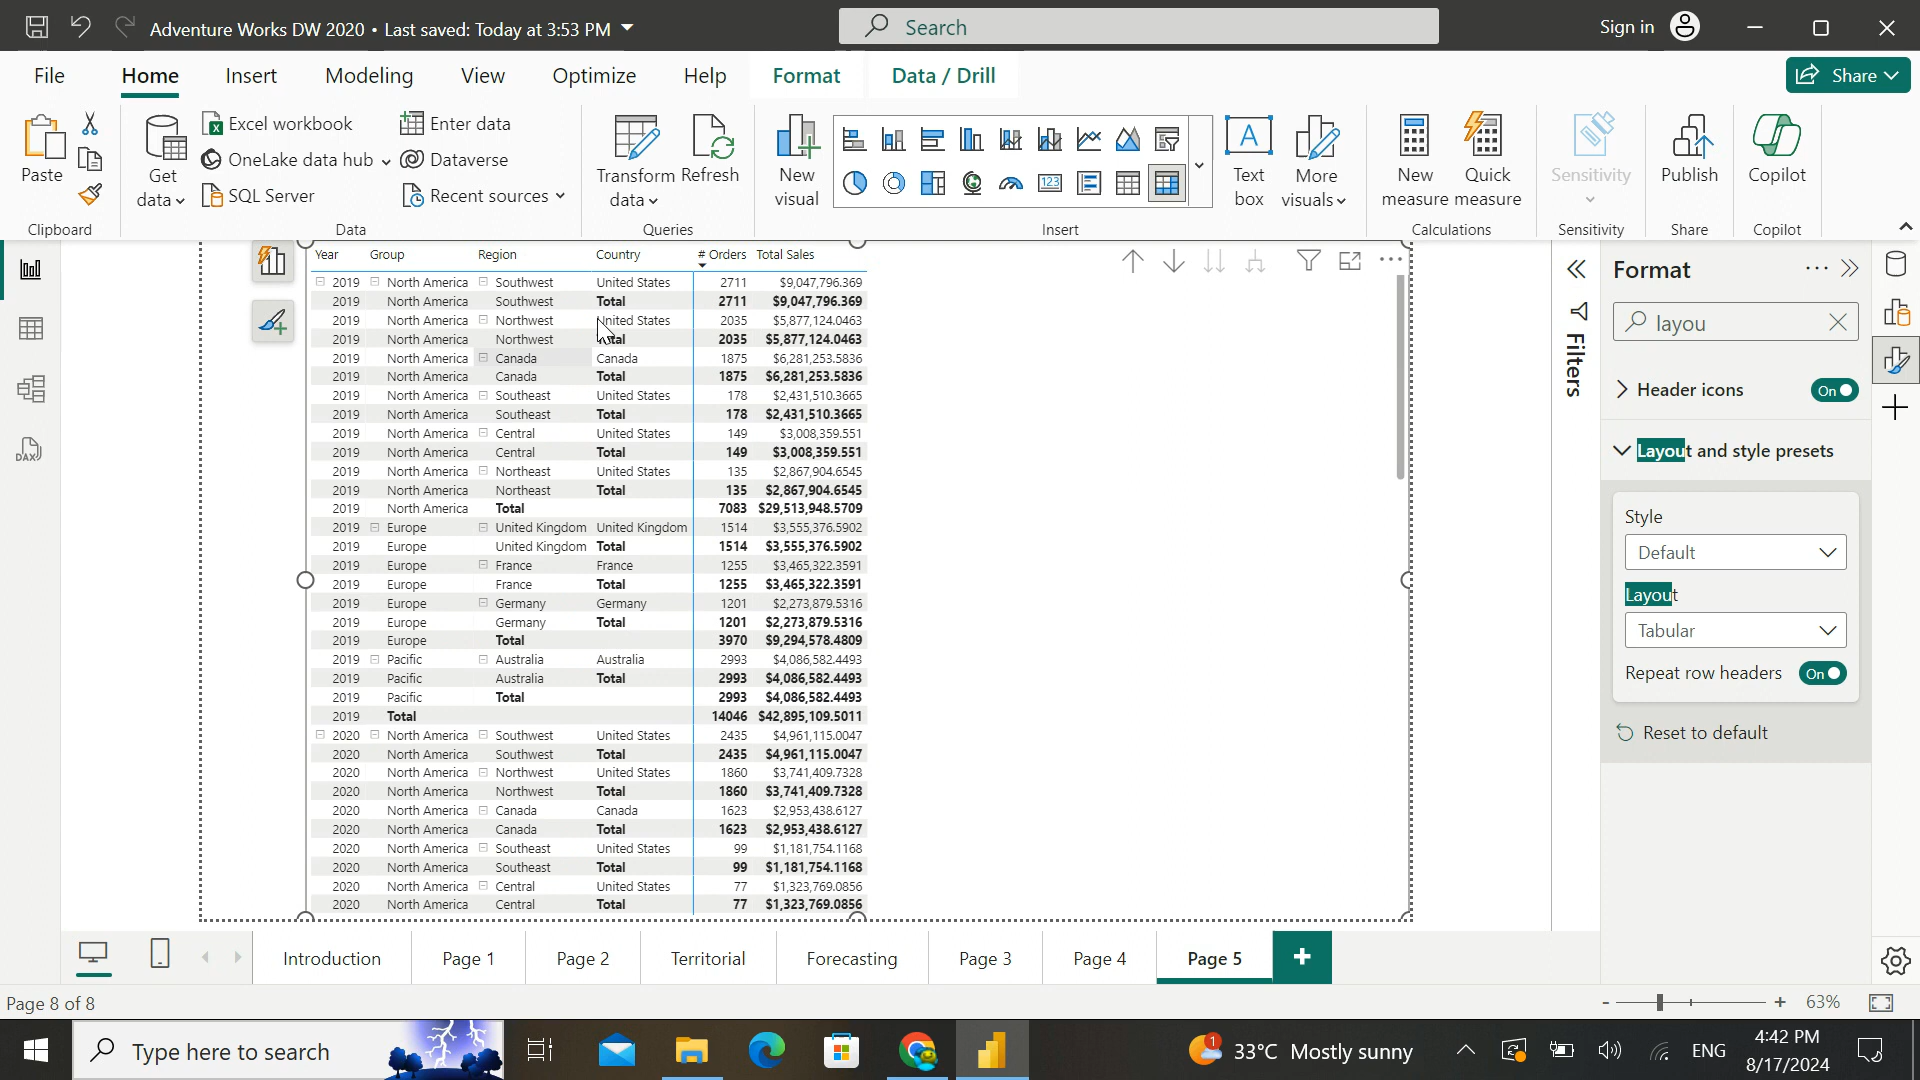 Adventure Works DW 2020 • Last saved: Today at 3:53 PM
Search
Sign in
File Home Insert Modeling View Optimize Help Format Data / Drill
Share
Paste
Clipboard
Get data
Excel workbook
OneLake data hub
SQL Server
Enter data
Dataverse
Recent sources
Data
Transform data
Refresh
Queries
New visual
123
A
Text box
More visuals
Insert
New measure
Quick measure
Calculations
Sensitivity
Sensitivity
Publish
Share
Copilot
Copilot
DAX
Year Group Region Country # Orders Total Sales
2019 North America Southwest United States 2711 $9,047,796.369
2019 North America Southwest Total 2711 $9,047,796.369
2019 North America Northwest United States 2035 $5,877,124.0463
2019 North America Northwest Total 2035 $5,877,124.0463
2019 North America Canada Canada 1875 $6,281,253.5836
2019 North America Canada Total 1875 $6,281,253.5836
2019 North America Southeast United States 178 $2,431,510.3665
2019 North America Southeast Total 178 $2,431,510.3665
2019 North America Central United States 149 $3,008,359.551
2019 North America Central Total 149 $3,008,359.551
2019 North America Northeast United States 135 $2,867,904.6545
2019 North America Northeast Total 135 $2,867,904.6545
2019 North America Total 7083 $29,513,948.5709
2019 Europe United Kingdom United Kingdom 1514 $3,555,376.5902
2019 Europe United Kingdom Total 1514 $3,555,376.5902
2019 Europe France France 1255 $3,465,322.3591
2019 Europe France Total 1255 $3,465,322.3591
2019 Europe Germany Germany 1201 $2,273,879.5316
2019 Europe Germany Total 1201 $2,273,879.5316
2019 Europe Total 3970 $9,294,578.4809
2019 Pacific Australia Australia 2993 $4,086,582.4493
2019 Pacific Australia Total 2993 $4,086,582.4493
2019 Pacific Total 2993 $4,086,582.4493
2019 Total 14046 $42,895,109.5011
2020 North America Southwest United States 2435 $4,961,115.0047
2020 North America Southwest Total 2435 $4,961,115.0047
2020 North America Northwest United States 1860 $3,741,409.7328
2020 North America Northwest Total 1860 $3,741,409.7328
2020 North America Canada Canada 1623 $2,953,438.6127
2020 North America Canada Total 1623 $2,953,438.6127
2020 North America Southeast United States 99 $1,181,754.1168
2020 North America Southeast Total 99 $1,181,754.1168
2020 North America Central United States 77 $1,323,769.0856
2020 North America Central Total 77 $1,323,769.0856
Filters
Format
layou
Header icons On
Layout and style presets
Style
Default
Layout
Tabular
Repeat row headers On
Reset to default
Introduction Page 1 Page 2 Territorial Forecasting Page 3 Page 4 Page 5
Page 8 of 8
- + 63%
Type here to search
1
33°C Mostly sunny
ENG
4:42 PM
8/17/2024